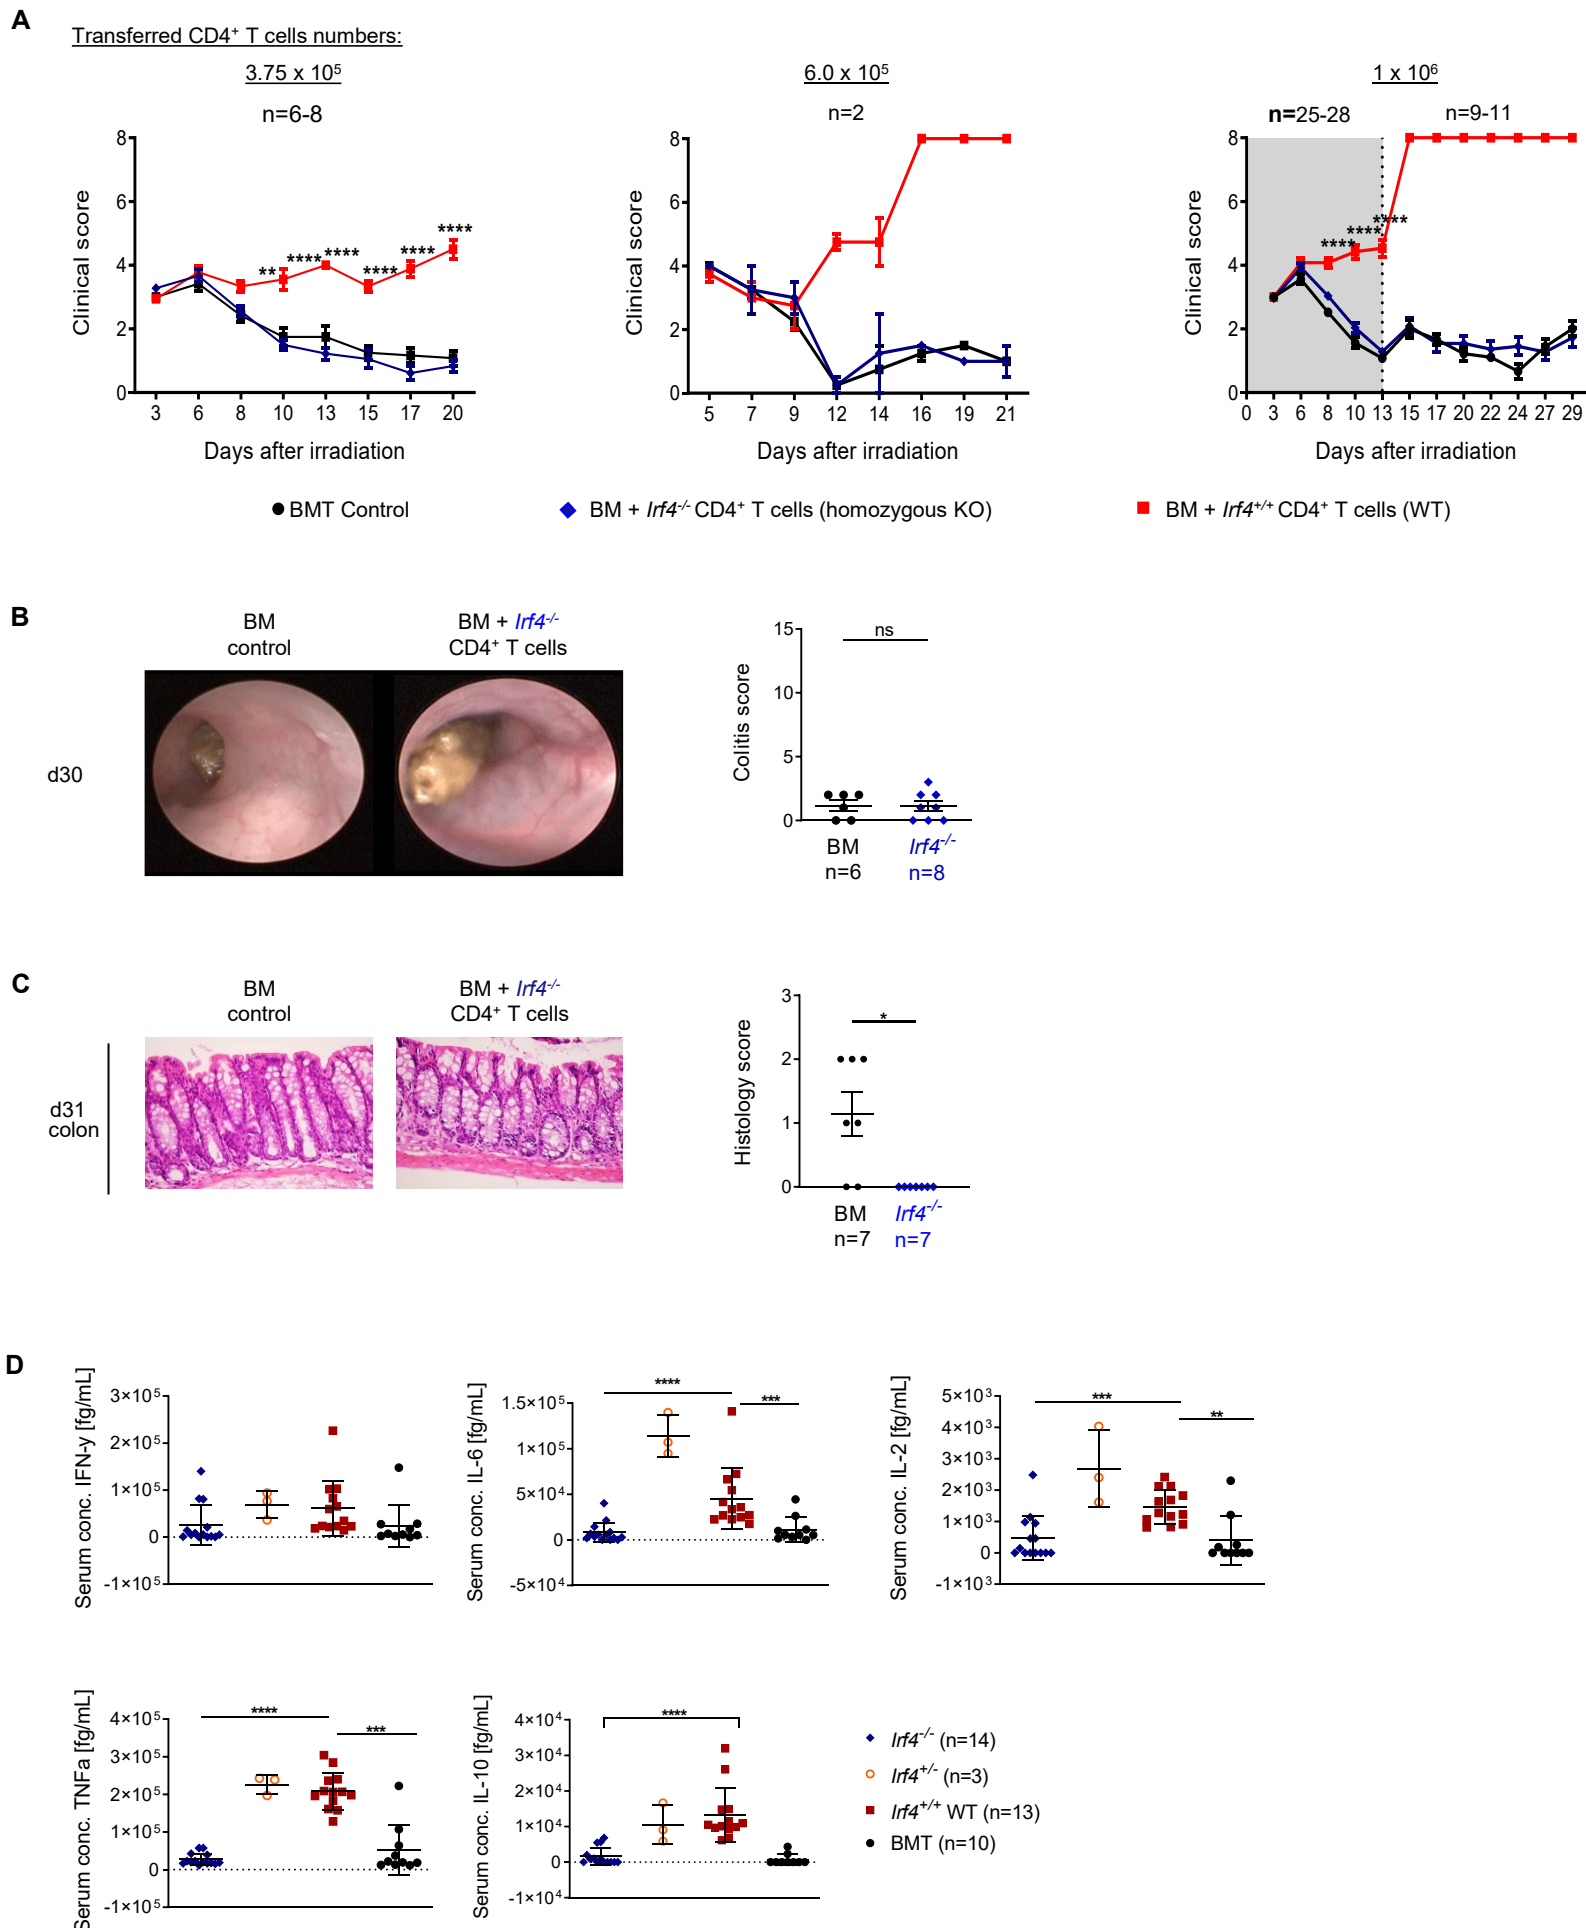 A
Transferred CD4+ T cells numbers:
3.75 x 10⁵
6.0 x 10⁵
1 x 10⁶
n=6-8
n=2
n=25-28
n=9-11
Clinical score
8
6
4
2
0
** **** **** **** **** ****
3 6 8 10 13 15 17 20
Days after irradiation
Clinical score
8
6
4
2
0
5 7 9 12 14 16 19 21
Days after irradiation
Clinical score
8
6
4
2
0
**** **** ****
0 3 6 8 10 13 15 17 20 22 24 27 29
Days after irradiation
BMT Control
BM + Irf4-/- CD4+ T cells (homozygous KO)
BM + Irf4+/+ CD4+ T cells (WT)
B
BM
control
BM + Irf4-/-
CD4+ T cells
d30
Colitis score
15
10
5
0
ns
BM
n=6
Irf4-/-
n=8
C
BM
control
BM + Irf4-/-
CD4+ T cells
d31
colon
Histology score
3
2
1
0
*
BM
n=7
Irf4-/-
n=7
D
Serum conc. IFN-y [fg/mL]
3×10⁵
2×10⁵
1×10⁵
0
-1×10⁵
Serum conc. IL-6 [fg/mL]
1.5×10⁵
1×10⁵
5×10⁴
0
-5×10⁴
**** ***
Serum conc. IL-2 [fg/mL]
5×10³
4×10³
3×10³
2×10³
1×10³
0
-1×10³
*** **
Serum conc. TNFa [fg/mL]
4×10⁵
3×10⁵
2×10⁵
1×10⁵
0
-1×10⁵
**** ***
Serum conc. IL-10 [fg/mL]
4×10⁴
3×10⁴
2×10⁴
1×10⁴
0
-1×10⁴
****
Irf4-/- (n=14)
Irf4+/- (n=3)
Irf4+/+ WT (n=13)
BMT (n=10)